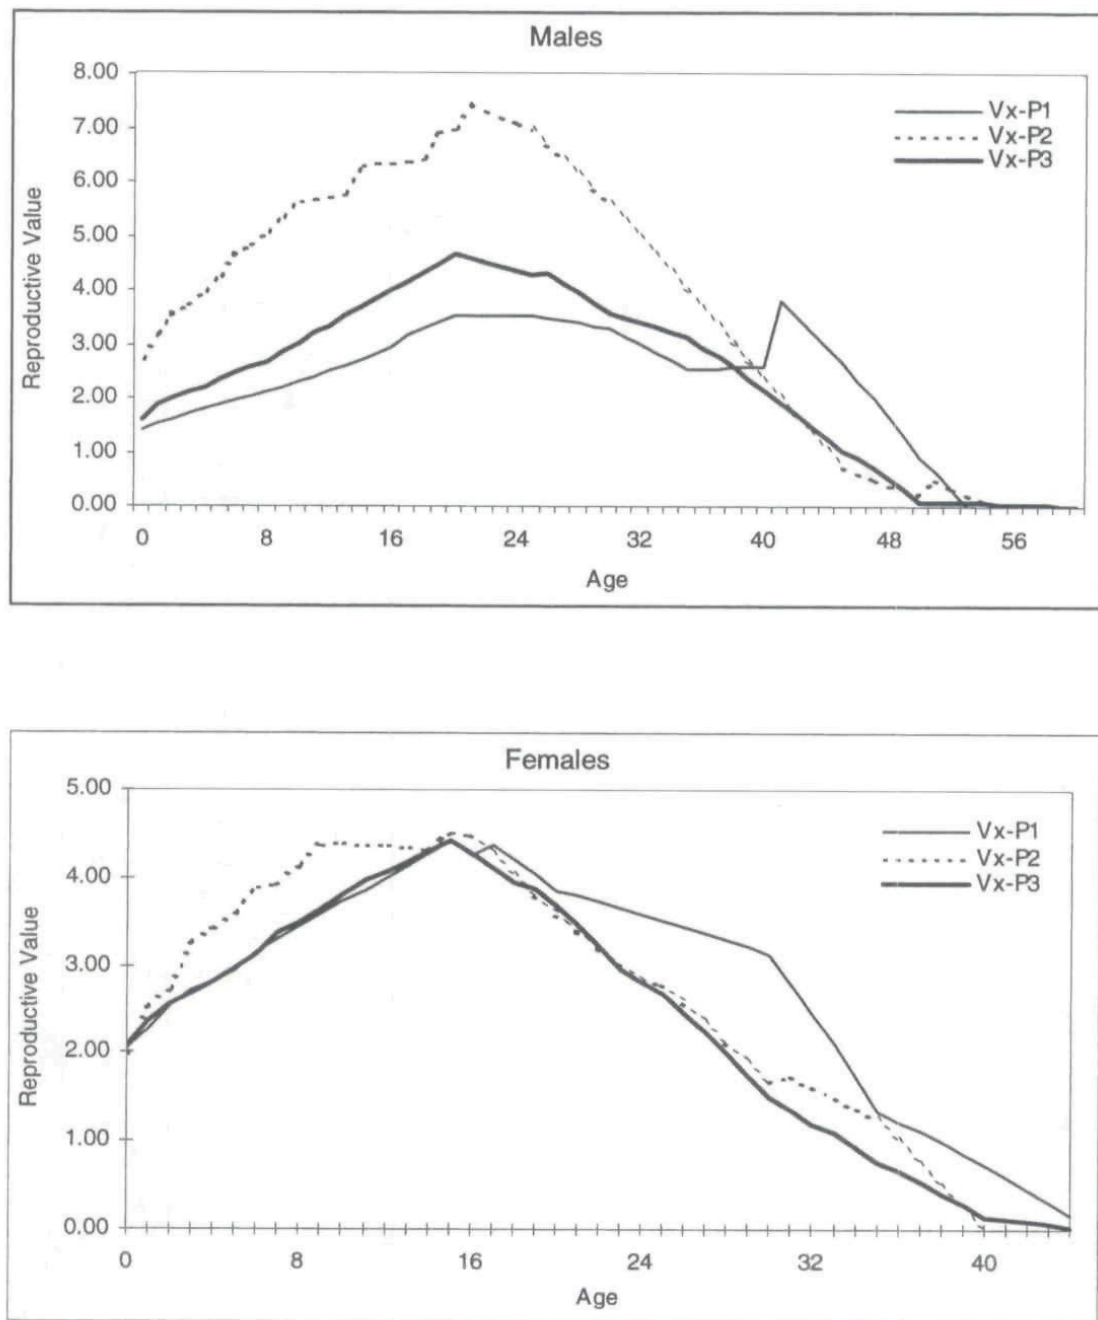 Males
8.00
7.00
6.00
5.00
4.00
3.00
2.00
1.00
0.00
Reproductive Value
Vx-P1
Vx-P2
Vx-P3
0 8 16 24 32 40 48 56
Age
Females
5.00
4.00
3.00
2.00
1.00
0.00
Reproductive Value
Vx-P1
Vx-P2
Vx-P3
0 8 16 24 32 40
Age